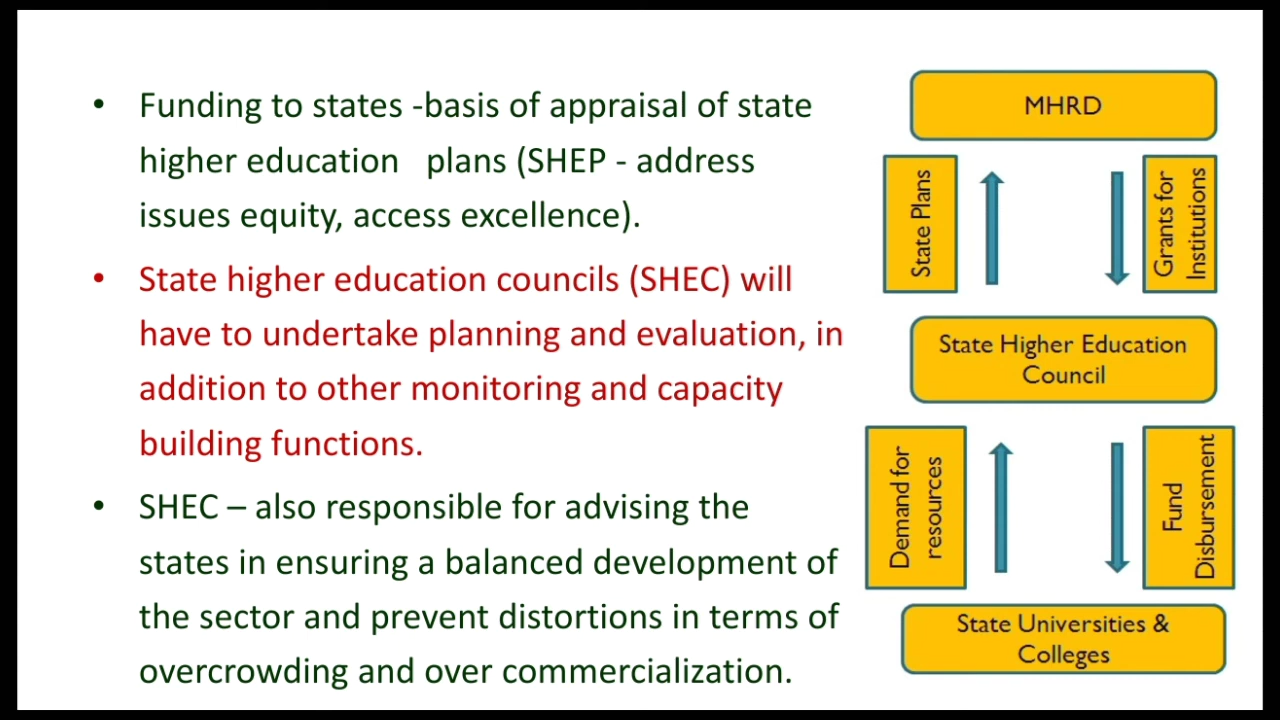 • Funding to states -basis of appraisal of state
higher education plans (SHEP - address
issues equity, access excellence).
• State higher education councils (SHEC) will
have to undertake planning and evaluation, in
addition to other monitoring and capacity
building functions.
• SHEC – also responsible for advising the
states in ensuring a balanced development of
the sector and prevent distortions in terms of
overcrowding and over commercialization.
MHRD
State Plans
Grants for
Institutions
State Higher Education
Council
Demand for
resources
Fund
Disbursement
State Universities &
Colleges